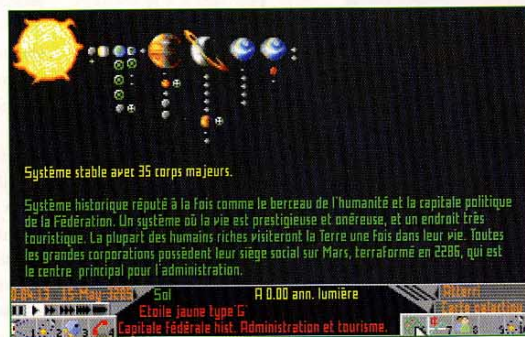 Système stable avec 35 corps majeurs.
Système historique réputé à la fois comme le berceau de l'humanité et la capitale politique
de la Fédération. Un système où la vie est prestigieuse et onéreuse, et un endroit très
touristique. La plupart des humains riches visiteront la Terre une fois dans leur vie. Toutes
les grandes corporations possèdent leur siège social sur Mars, terraformé en 2286, qui est
le centre principal pour l'administration.
Sol
A 0.00 ann. lumière
Etoile jaune type'G'
Capitale fédérale hist. Administration et tourisme.